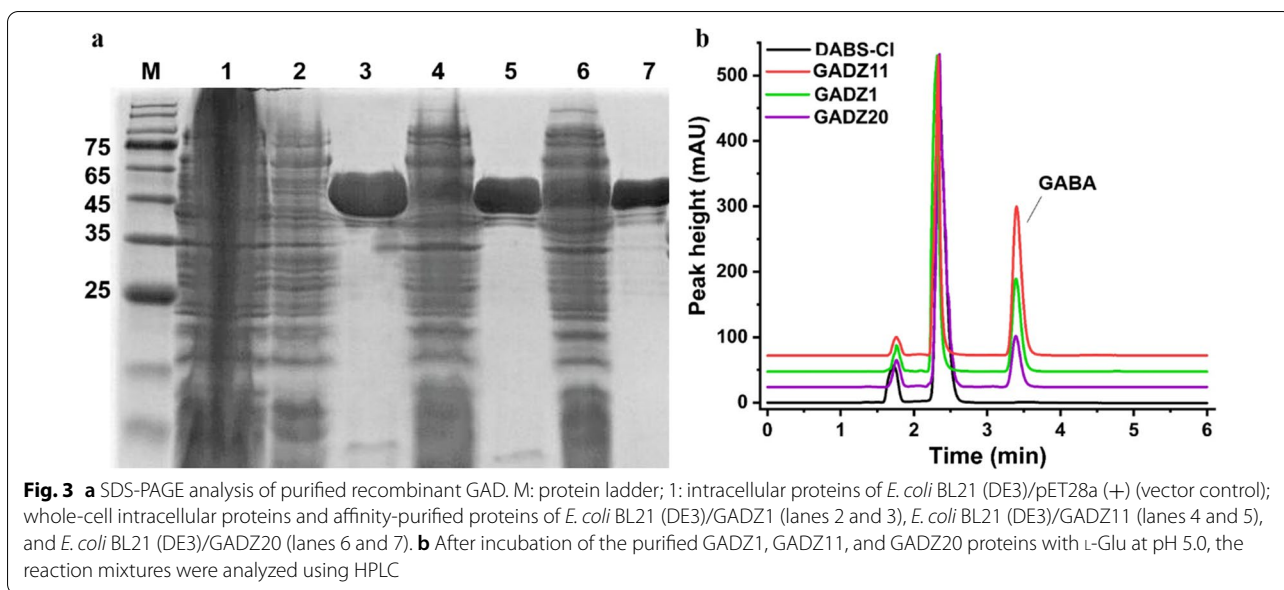 a
M 1 2 3 4 5 6 7
75
65
45
35
25
b
DABS-Cl
GADZ11
GADZ1
GADZ20
GABA
500
400
300
200
100
0
Peak height (mAU)
0 1 2 3 4 5 6
Time (min)
Fig. 3 a SDS-PAGE analysis of purified recombinant GAD. M: protein ladder; 1: intracellular proteins of E. coli BL21 (DE3)/pET28a (+) (vector control);
whole-cell intracellular proteins and affinity-purified proteins of E. coli BL21 (DE3)/GADZ1 (lanes 2 and 3), E. coli BL21 (DE3)/GADZ11 (lanes 4 and 5),
and E. coli BL21 (DE3)/GADZ20 (lanes 6 and 7). b After incubation of the purified GADZ1, GADZ11, and GADZ20 proteins with L-Glu at pH 5.0, the
reaction mixtures were analyzed using HPLC